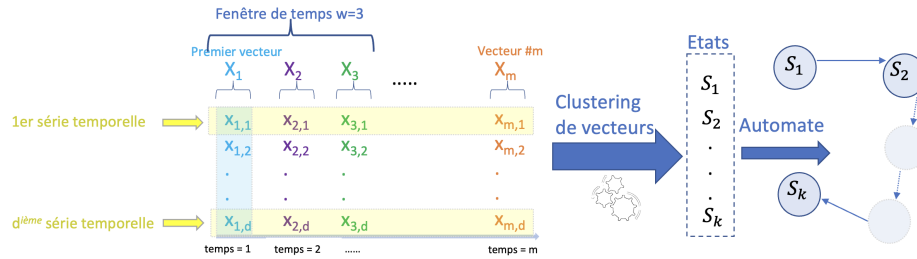 Fenêtre de temps w=3
Premier vecteur
Vecteur #m
X1 X2 X3 ..... Xm
1er série temporelle
x1,1 x2,1 x3,1 xm,1
x1,2 x2,2 x3,2 xm,2
. . . .
. . . .
dième série temporelle
x1,d x2,d x3,d xm,d
temps = 1 temps = 2 ...... temps = m
Clustering
de vecteurs
Etats
S1
S2
.
.
Sk
Automate
S1
S2
Sk